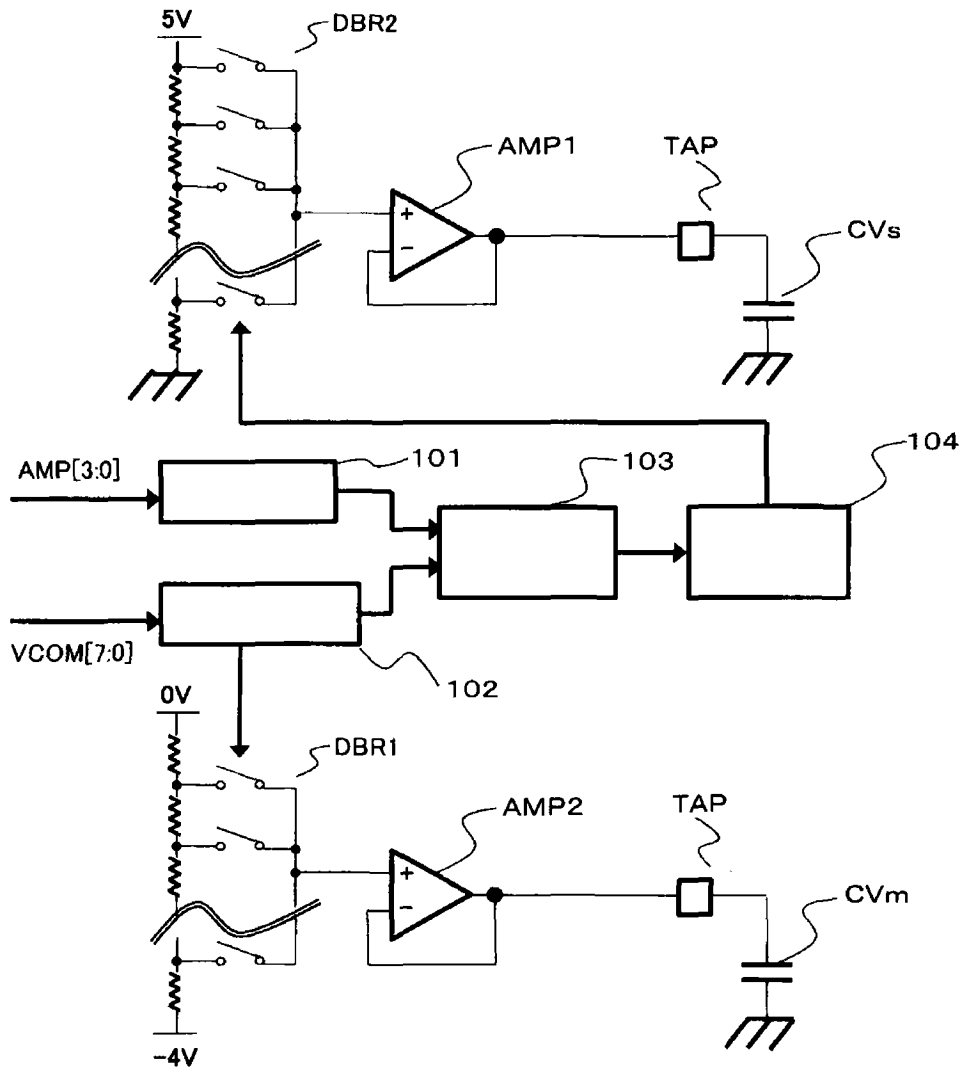 5V
DBR2
AMP1
TAP
CVs
+
−
AMP[3:0]
101
103
104
VCOM[7:0]
102
0V
DBR1
AMP2
TAP
CVm
+
−
-4V